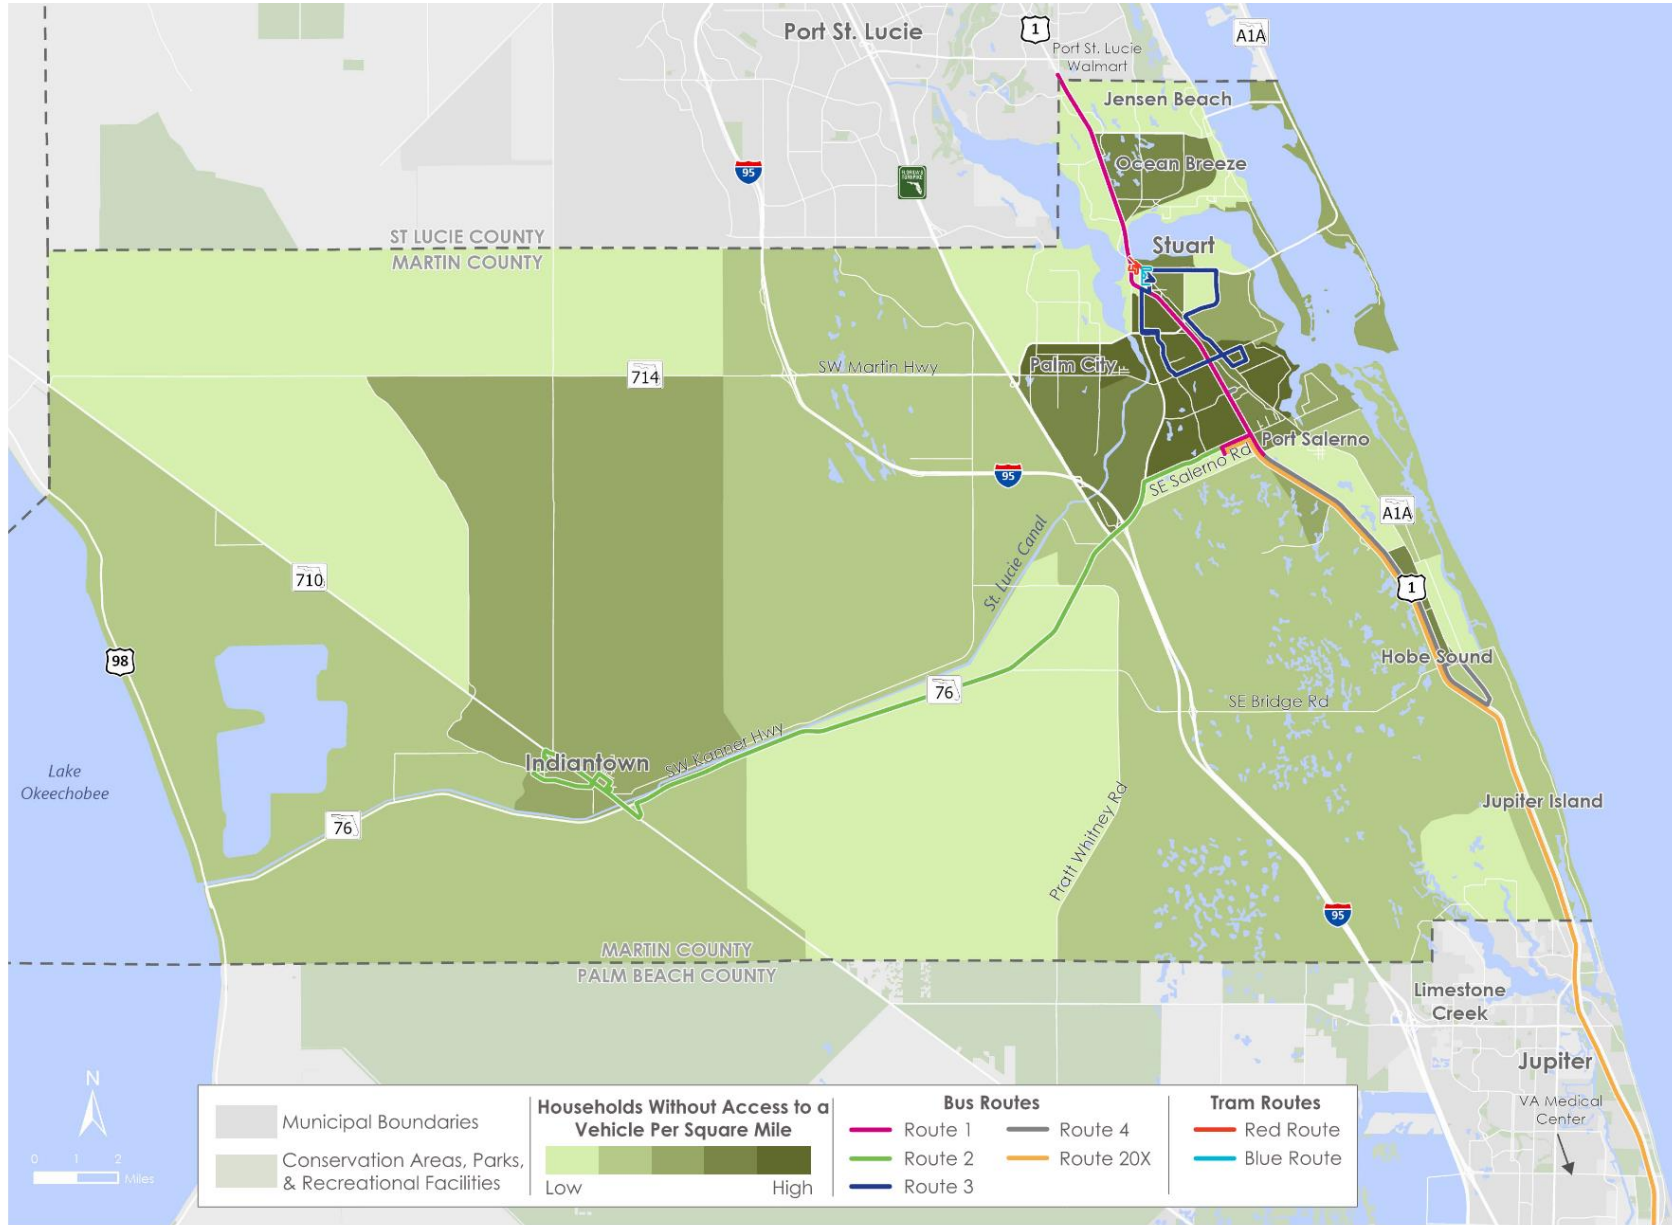 Port St. Lucie
1
A1A
Port St. Lucie
Walmart
Jensen Beach
95
FLORIDA'S
TURNPIKE
Ocean Breeze
ST LUCIE COUNTY
MARTIN COUNTY
Stuart
714
SW Martin Hwy
Palm City
Port Salerno
95
SE Salerno Rd
A1A
St. Lucie Canal
710
1
98
Hobe Sound
76
SE Bridge Rd
SW Kanner Hwy
Indiantown
Lake
Okeechobee
76
Jupiter Island
Pratt Whitney Rd
95
MARTIN COUNTY
PALM BEACH COUNTY
Limestone
Creek
Jupiter
VA Medical
Center
N
0 1 2
Miles
Municipal Boundaries
Conservation Areas, Parks,
& Recreational Facilities
Households Without Access to a
Vehicle Per Square Mile
Low High
Bus Routes
Route 1
Route 2
Route 3
Route 4
Route 20X
Tram Routes
Red Route
Blue Route